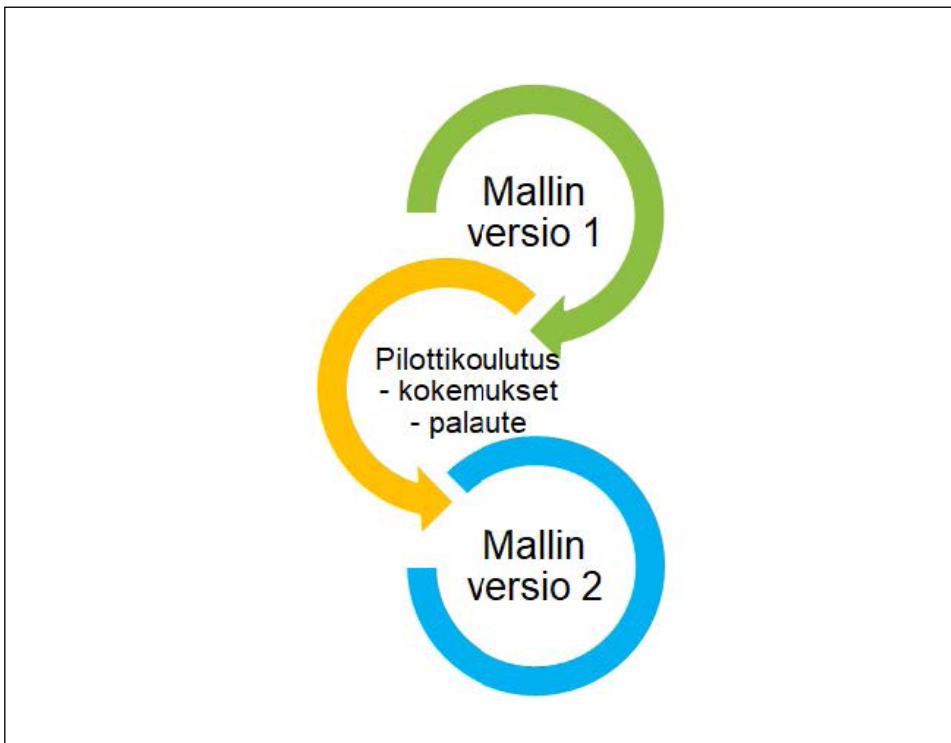 Mallin
versio 1
Pilottikoulutus
- kokemukset
- palaute
Mallin
versio 2